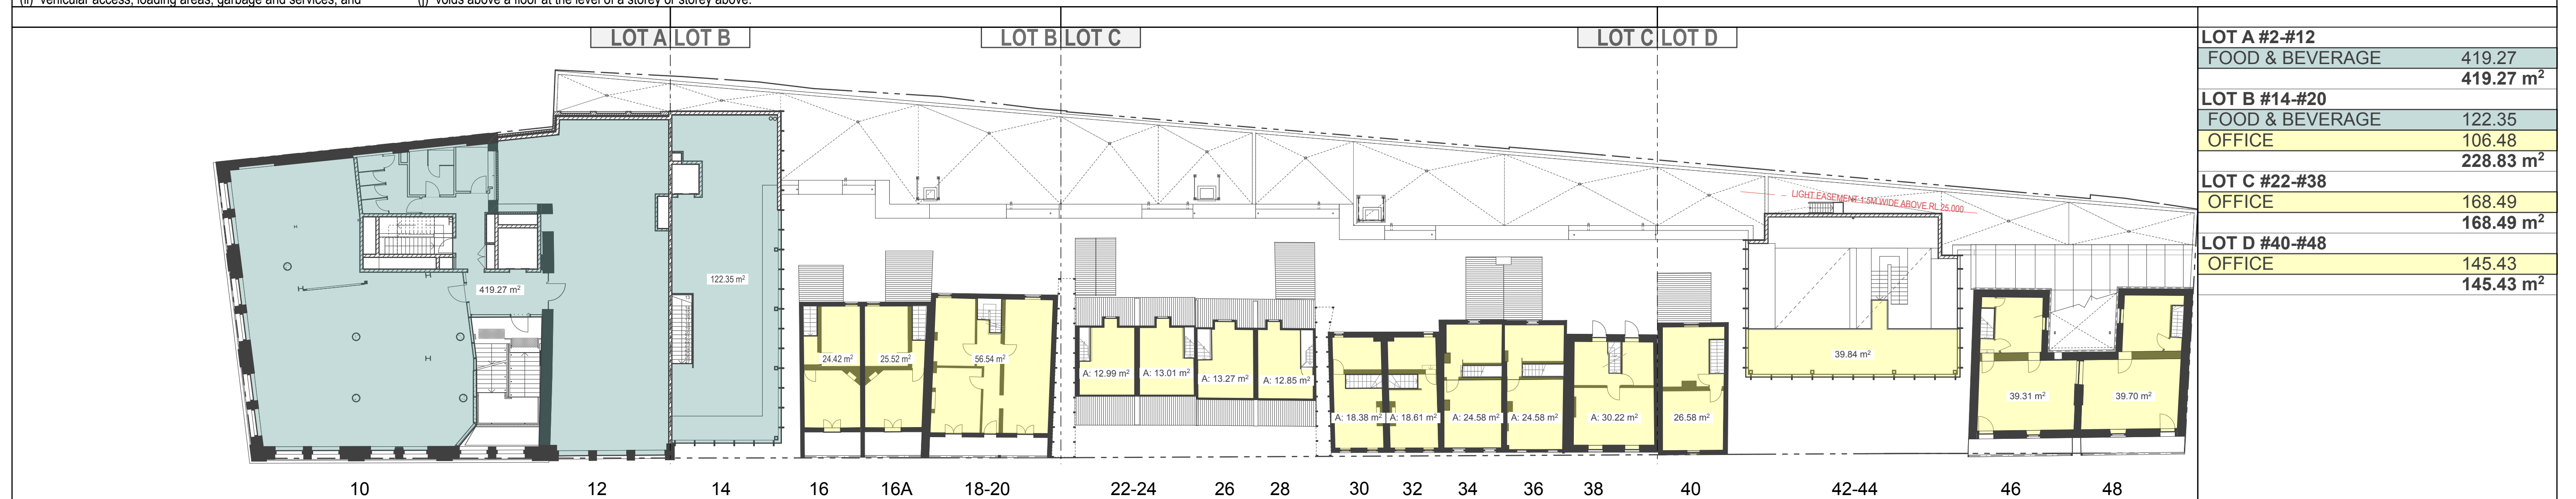 (ii) vehicular access, loading areas, garbage and services; and
(j) voids above a floor at the level of a storey or storey above.
LOT A LOT B
LOT B LOT C
LOT C LOT D
LOT A #2-#12
FOOD & BEVERAGE 419.27
419.27 m²
LOT B #14-#20
FOOD & BEVERAGE 122.35
OFFICE 106.48
228.83 m²
LOT C #22-#38
OFFICE 168.49
168.49 m²
LOT D #40-#48
OFFICE 145.43
145.43 m²
LIGHT EASEMENT 1.5M WIDE ABOVE RL 25.000
419.27 m²
122.35 m²
24.42 m²
25.52 m²
56.54 m²
A: 12.99 m²
A: 13.01 m²
A: 13.27 m²
A: 12.85 m²
A: 18.38 m²
A: 18.61 m²
A: 24.58 m²
A: 24.58 m²
A: 30.22 m²
26.58 m²
39.84 m²
39.31 m²
39.70 m²
10 12 14 16 16A 18-20 22-24 26 28 30 32 34 36 38 40 42-44 46 48